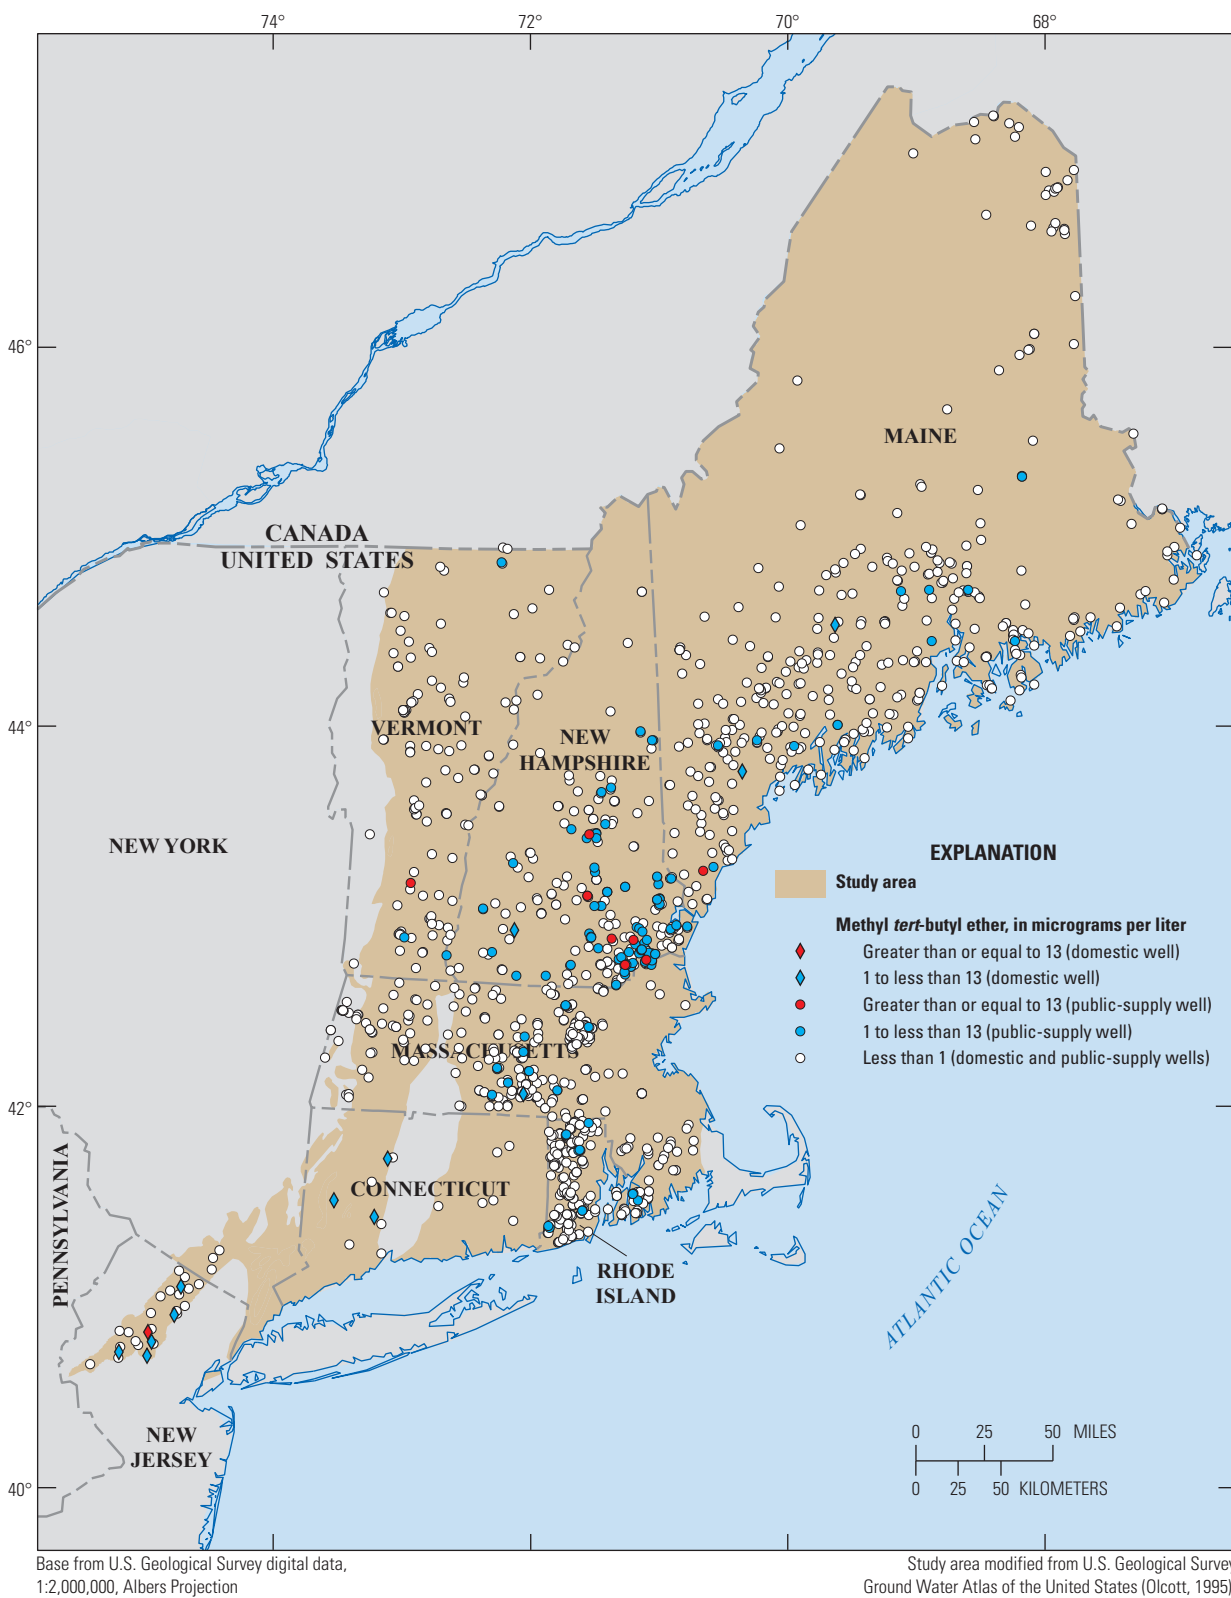 74°
72°
70°
68°
46°
MAINE
CANADA
UNITED STATES
44°
VERMONT
NEW
HAMPSHIRE
NEW YORK
EXPLANATION
Study area
Methyl tert-butyl ether, in micrograms per liter
Greater than or equal to 13 (domestic well)
1 to less than 13 (domestic well)
Greater than or equal to 13 (public-supply well)
1 to less than 13 (public-supply well)
Less than 1 (domestic and public-supply wells)
MASSACHUSETTS
42°
PENNSYLVANIA
CONNECTICUT
RHODE
ISLAND
ATLANTIC OCEAN
NEW
JERSEY
0 25 50 MILES
0 25 50 KILOMETERS
40°
Base from U.S. Geological Survey digital data,
1:2,000,000, Albers Projection
Study area modified from U.S. Geological Survey
Ground Water Atlas of the United States (Olcott, 1995)